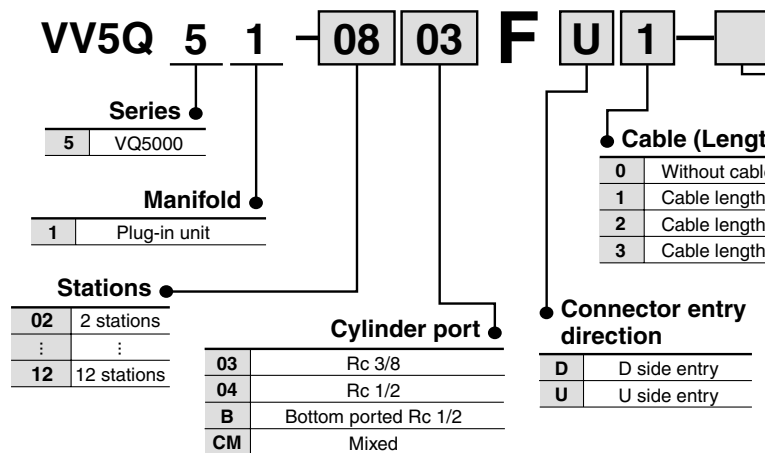 VV5Q 5 1 - 08 03 F U 1 -
Series
5 VQ5000
Manifold
1 Plug-in unit
Stations
02 2 stations
⋮ ⋮
12 12 stations
Cylinder port
03 Rc 3/8
04 Rc 1/2
B Bottom ported Rc 1/2
CM Mixed
Connector entry
direction
D D side entry
U U side entry
Cable (Lengt
0 Without cabl
1 Cable length
2 Cable length
3 Cable length